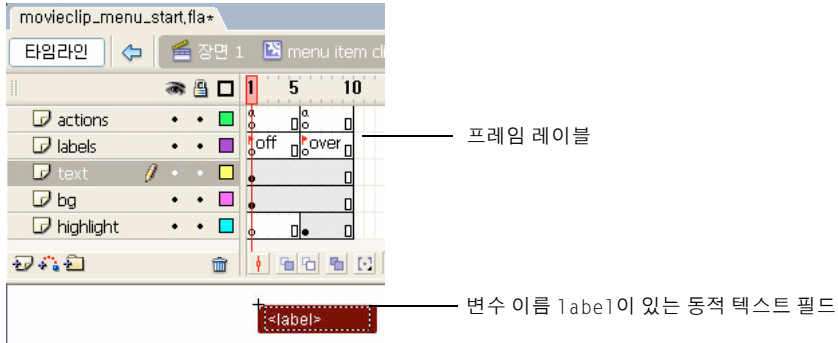 movieclip_menu_start.fla*
타임라인 장면 1 menu item cli
1 5 10
actions
labels off over
프레임 레이블
text
bg
highlight
<label>
변수 이름 label이 있는 동적 텍스트 필드